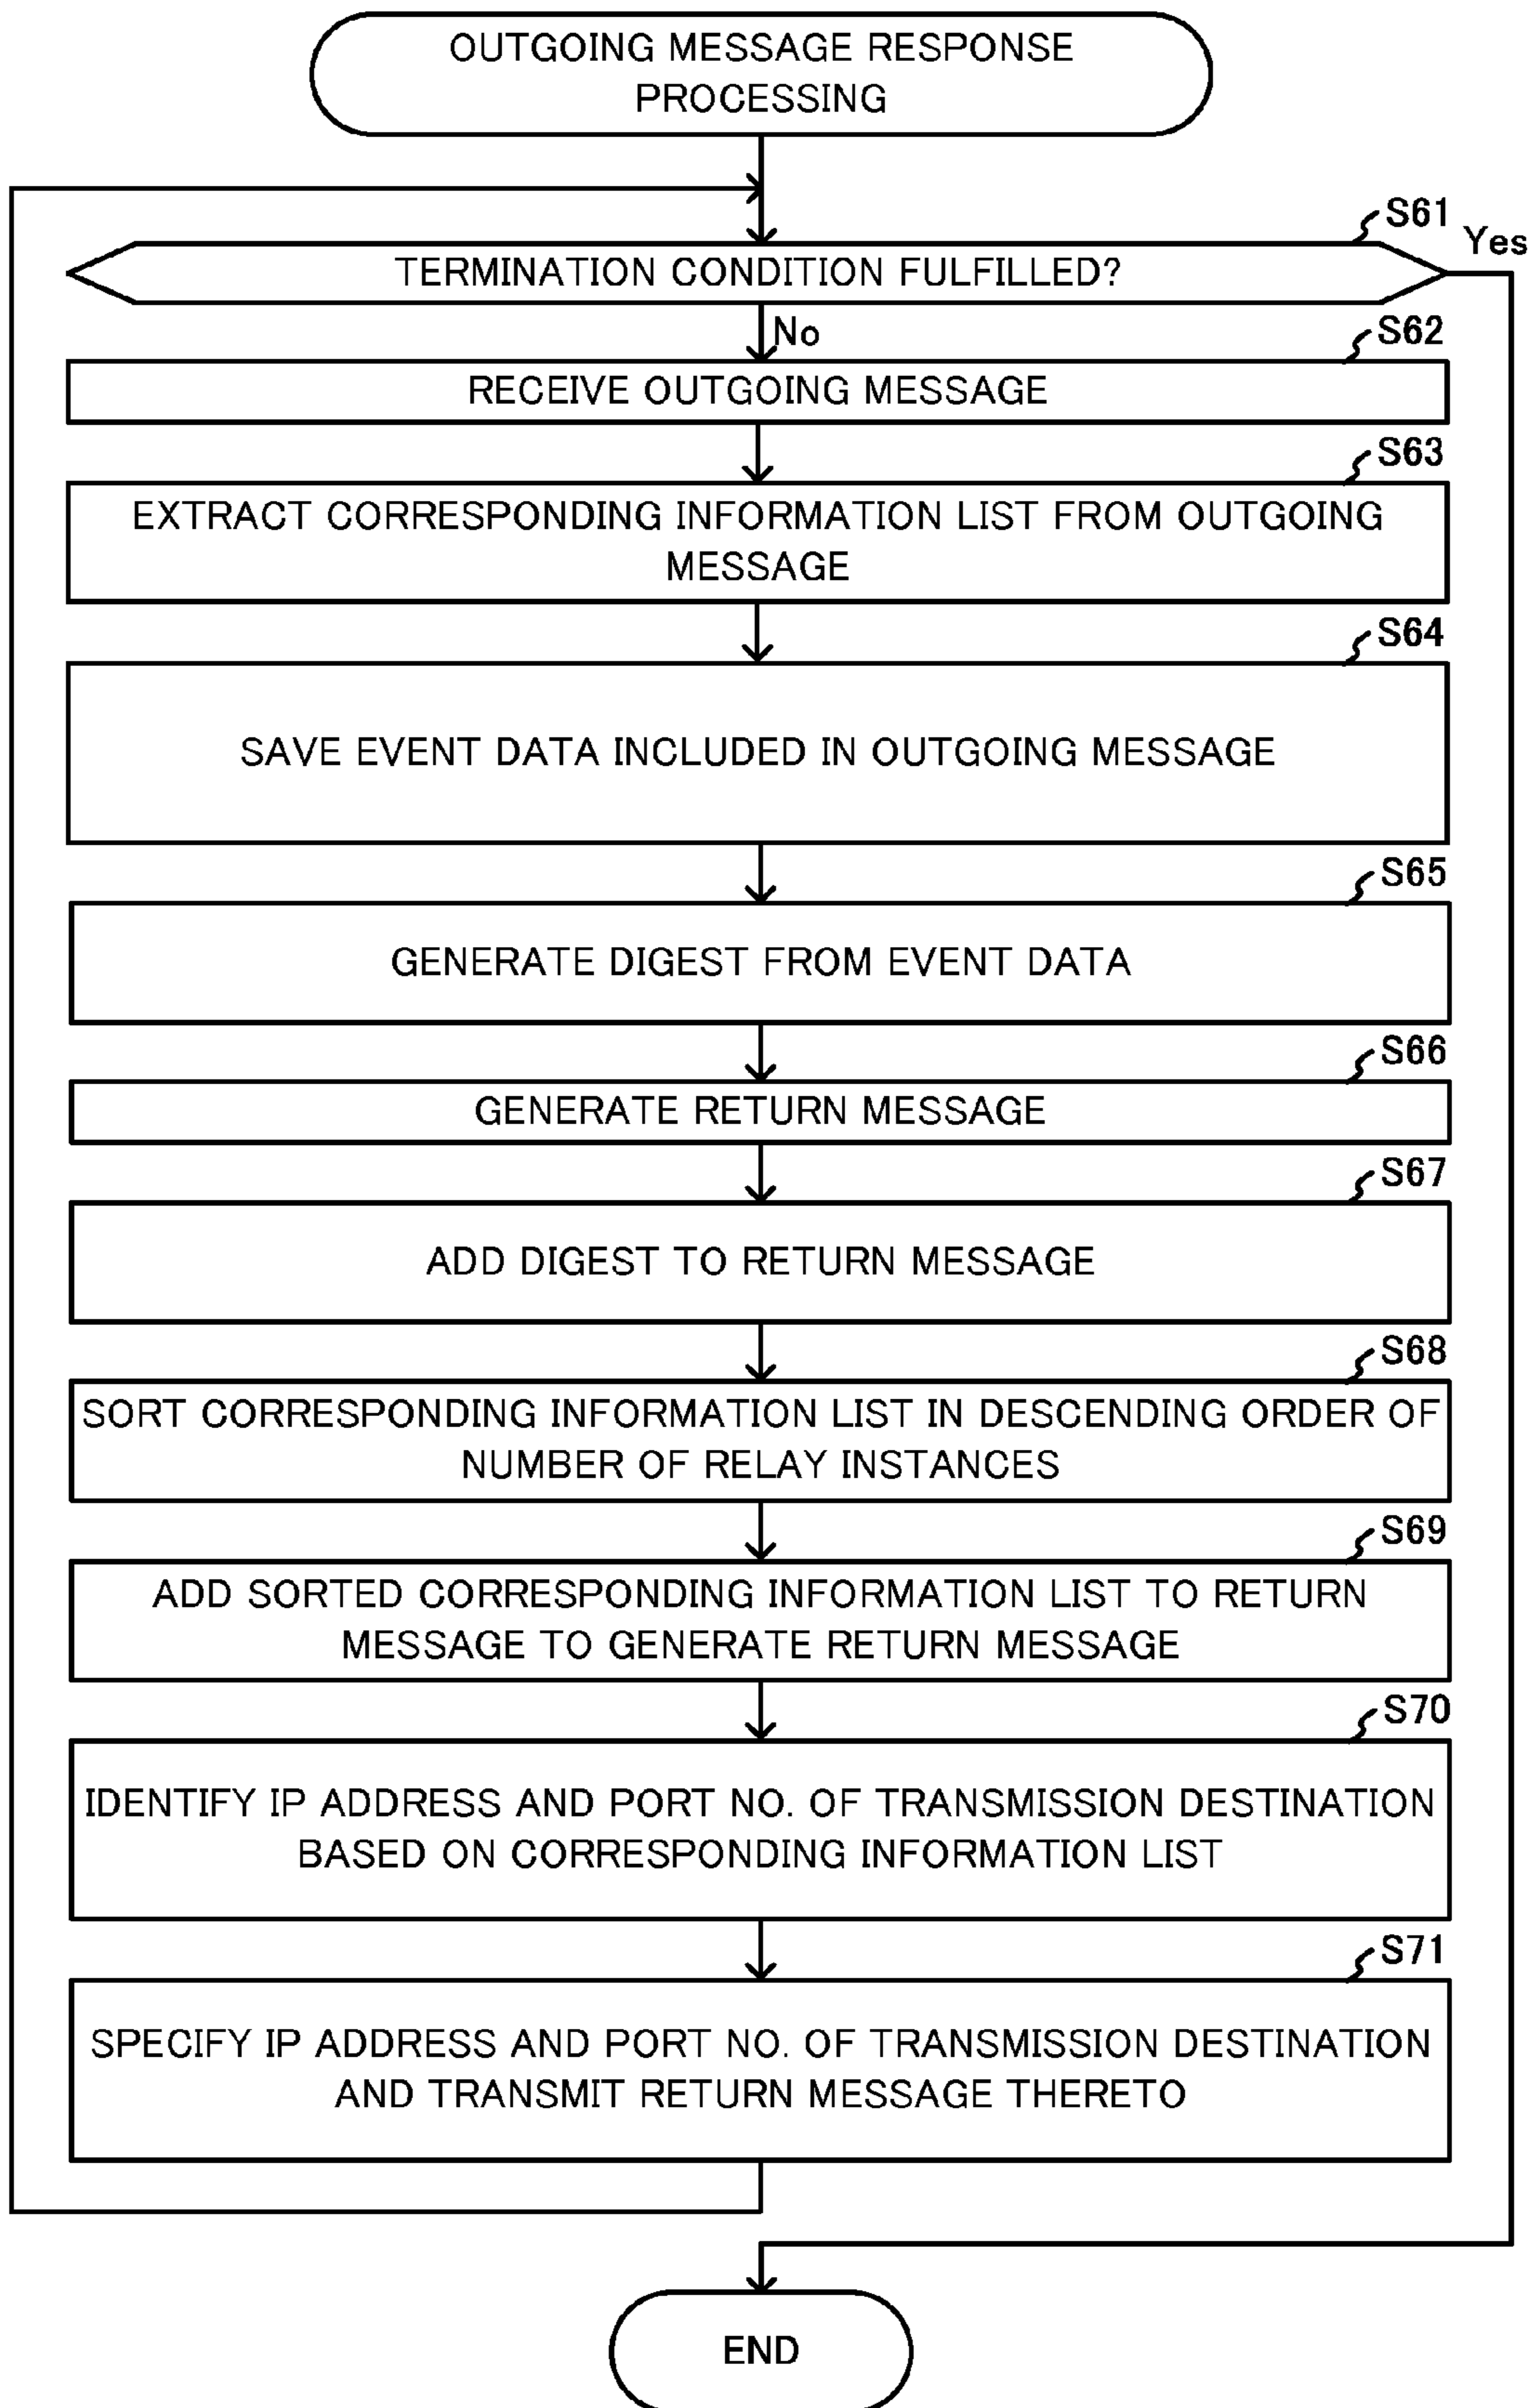 OUTGOING MESSAGE RESPONSE
PROCESSING
S61
Yes
TERMINATION CONDITION FULFILLED?
No
S62
RECEIVE OUTGOING MESSAGE
S63
EXTRACT CORRESPONDING INFORMATION LIST FROM OUTGOING
MESSAGE
S64
SAVE EVENT DATA INCLUDED IN OUTGOING MESSAGE
S65
GENERATE DIGEST FROM EVENT DATA
S66
GENERATE RETURN MESSAGE
S67
ADD DIGEST TO RETURN MESSAGE
S68
SORT CORRESPONDING INFORMATION LIST IN DESCENDING ORDER OF
NUMBER OF RELAY INSTANCES
S69
ADD SORTED CORRESPONDING INFORMATION LIST TO RETURN
MESSAGE TO GENERATE RETURN MESSAGE
S70
IDENTIFY IP ADDRESS AND PORT NO. OF TRANSMISSION DESTINATION
BASED ON CORRESPONDING INFORMATION LIST
S71
SPECIFY IP ADDRESS AND PORT NO. OF TRANSMISSION DESTINATION
AND TRANSMIT RETURN MESSAGE THERETO
END